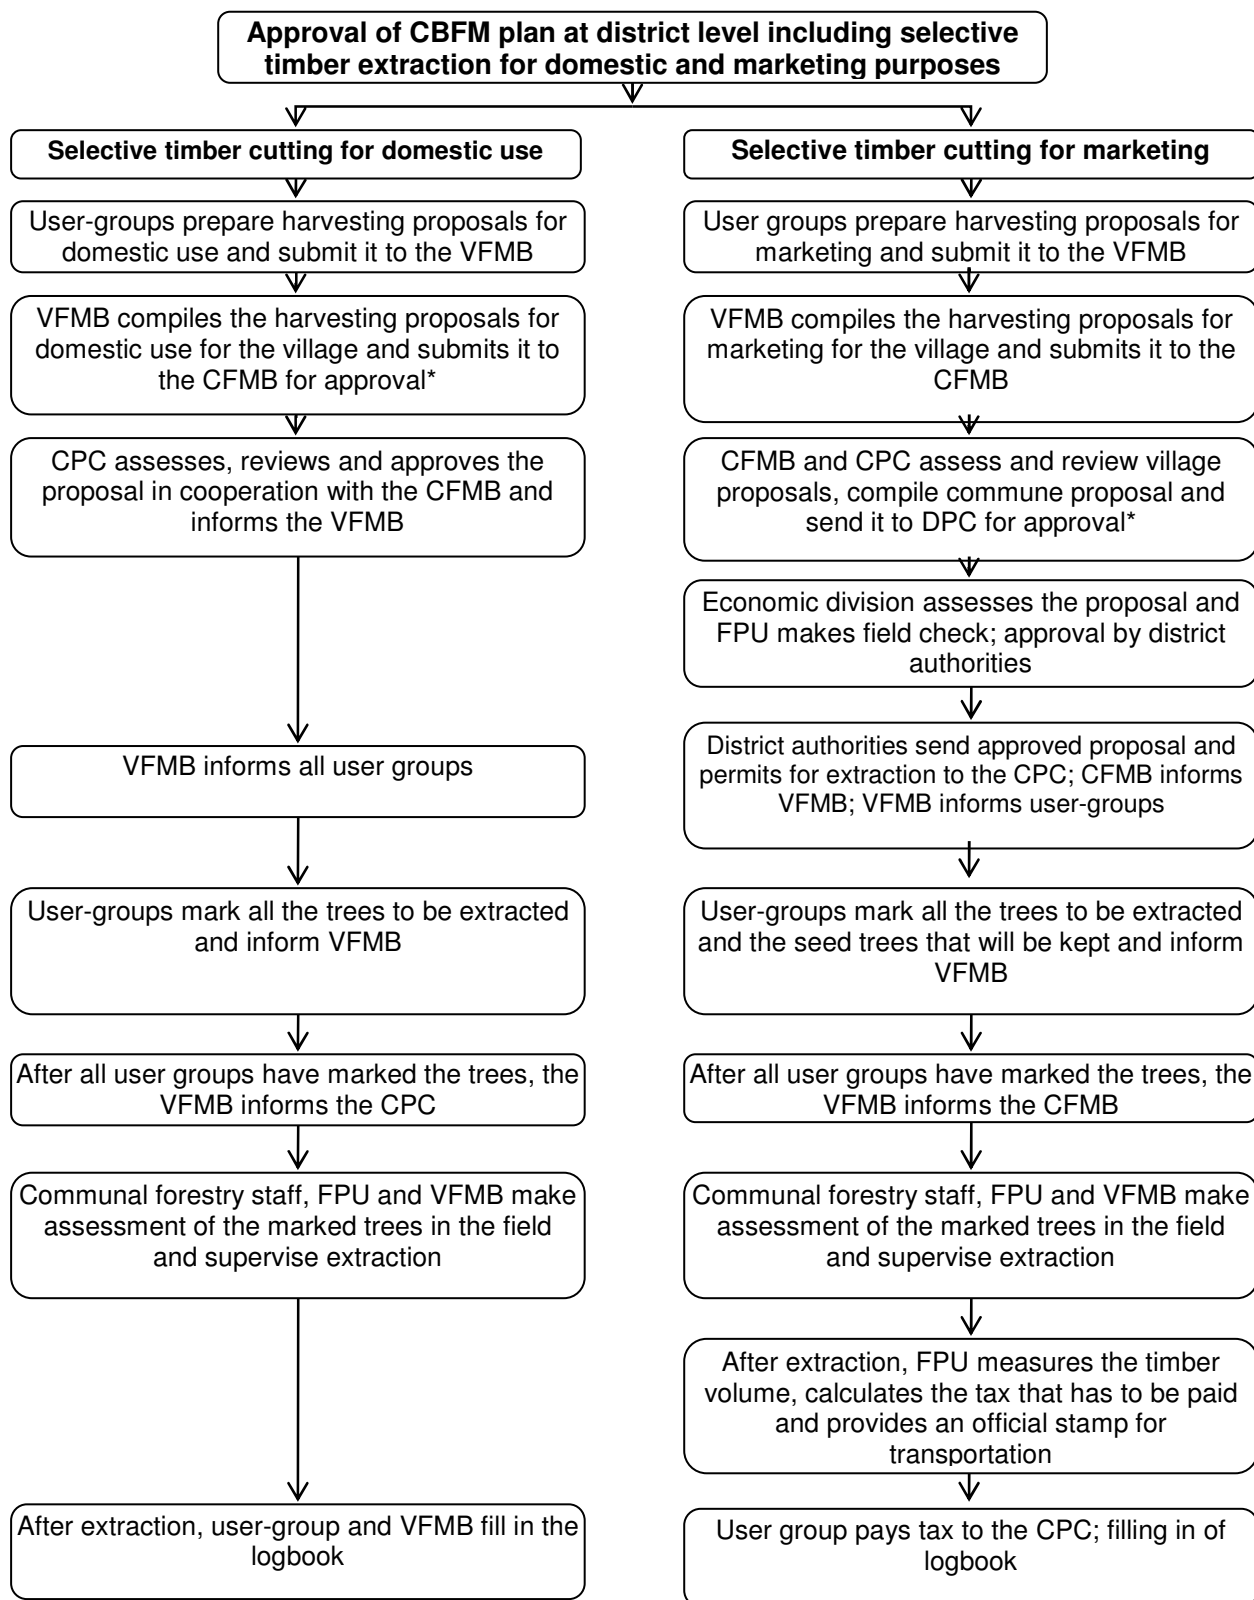 Approval of CBFM plan at district level including selective
timber extraction for domestic and marketing purposes
Selective timber cutting for domestic use
User-groups prepare harvesting proposals for
domestic use and submit it to the VFMB
VFMB compiles the harvesting proposals for
domestic use for the village and submits it to
the CFMB for approval*
CPC assesses, reviews and approves the
proposal in cooperation with the CFMB and
informs the VFMB
VFMB informs all user groups
User-groups mark all the trees to be extracted
and inform VFMB
After all user groups have marked the trees, the
VFMB informs the CPC
Communal forestry staff, FPU and VFMB make
assessment of the marked trees in the field
and supervise extraction
After extraction, user-group and VFMB fill in the
logbook
Selective timber cutting for marketing
User groups prepare harvesting proposals for
marketing and submit it to the VFMB
VFMB compiles the harvesting proposals for
marketing for the village and submits it to the
CFMB
CFMB and CPC assess and review village
proposals, compile commune proposal and
send it to DPC for approval*
Economic division assesses the proposal and
FPU makes field check; approval by district
authorities
District authorities send approved proposal and
permits for extraction to the CPC; CFMB informs
VFMB; VFMB informs user-groups
User-groups mark all the trees to be extracted
and the seed trees that will be kept and inform
VFMB
After all user groups have marked the trees, the
VFMB informs the CFMB
Communal forestry staff, FPU and VFMB make
assessment of the marked trees in the field
and supervise extraction
After extraction, FPU measures the timber
volume, calculates the tax that has to be paid
and provides an official stamp for
transportation
User group pays tax to the CPC; filling in of
logbook